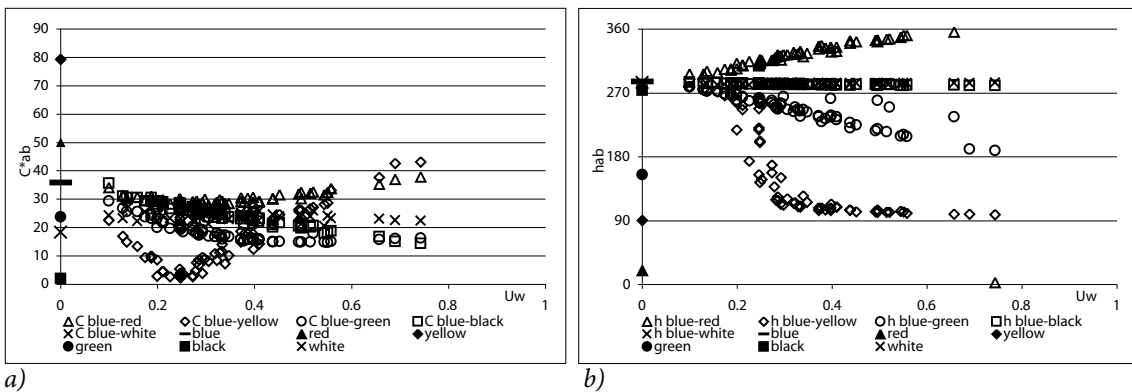 90
80
70
60
50
40
30
20
10
0
C*ab
0 0.2 0.4 0.6 0.8 1
Uw
C blue-red C blue-yellow C blue-green C blue-black
C blue-white blue red yellow
green black white
a)
360
270
180
90
0
hab
0 0.2 0.4 0.6 0.8 1
Uw
h blue-red h blue-yellow h blue-green h blue-black
h blue-white blue red yellow
green black white
b)